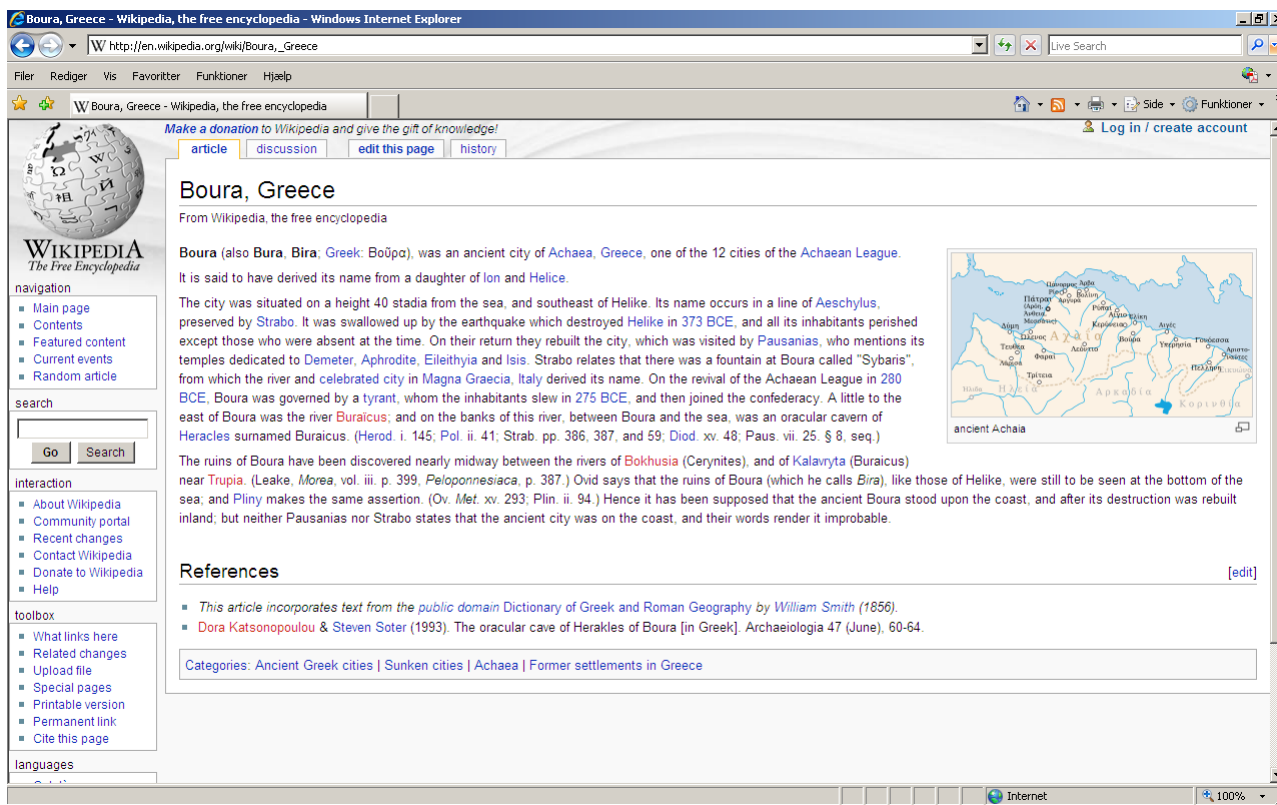 Boura, Greece - Wikipedia, the free encyclopedia - Windows Internet Explorer
W http://en.wikipedia.org/wiki/Boura,_Greece
Live Search
Filer Rediger Vis Favoritter Funktioner Hjælp
W Boura, Greece - Wikipedia, the free encyclopedia
Side
Funktioner
Make a donation to Wikipedia and give the gift of knowledge!
Log in / create account
article
discussion
edit this page
history
WIKIPEDIA
The Free Encyclopedia
navigation
Main page
Contents
Featured content
Current events
Random article
search
Go
Search
interaction
About Wikipedia
Community portal
Recent changes
Contact Wikipedia
Donate to Wikipedia
Help
toolbox
What links here
Related changes
Upload file
Special pages
Printable version
Permanent link
Cite this page
languages
Boura, Greece
From Wikipedia, the free encyclopedia
Boura (also Bura, Bira; Greek: Βοῦρα), was an ancient city of Achaea, Greece, one of the 12 cities of the Achaean League.
It is said to have derived its name from a daughter of Ion and Helice.
The city was situated on a height 40 stadia from the sea, and southeast of Helike. Its name occurs in a line of Aeschylus,
preserved by Strabo. It was swallowed up by the earthquake which destroyed Helike in 373 BCE, and all its inhabitants perished
except those who were absent at the time. On their return they rebuilt the city, which was visited by Pausanias, who mentions its
temples dedicated to Demeter, Aphrodite, Eileithyia and Isis. Strabo relates that there was a fountain at Boura called "Sybaris",
from which the river and celebrated city in Magna Graecia, Italy derived its name. On the revival of the Achaean League in 280
BCE, Boura was governed by a tyrant, whom the inhabitants slew in 275 BCE, and then joined the confederacy. A little to the
east of Boura was the river Buraïcus; and on the banks of this river, between Boura and the sea, was an oracular cavern of
Heracles surnamed Buraicus. (Herod. i. 145; Pol. ii. 41; Strab. pp. 386, 387, and 59; Diod. xv. 48; Paus. vii. 25. § 8, seq.)
Πάτραι
Αχαΐα
Δύμη
Ώλενος
Φαραί
Τρίταια
Βούρα
Αιγές
Πελλήνη
Ηλεία
Αρκαδία
Κορινθία
ancient Achaia
The ruins of Boura have been discovered nearly midway between the rivers of Bokhusia (Cerynites), and of Kalavryta (Buraicus)
near Trupia. (Leake, Morea, vol. iii. p. 399, Peloponnesiaca, p. 387.) Ovid says that the ruins of Boura (which he calls Bira), like those of Helike, were still to be seen at the bottom of the
sea; and Pliny makes the same assertion. (Ov. Met. xv. 293; Plin. ii. 94.) Hence it has been supposed that the ancient Boura stood upon the coast, and after its destruction was rebuilt
inland; but neither Pausanias nor Strabo states that the ancient city was on the coast, and their words render it improbable.
References
[edit]
This article incorporates text from the public domain Dictionary of Greek and Roman Geography by William Smith (1856).
Dora Katsonopoulou & Steven Soter (1993). The oracular cave of Herakles of Boura [in Greek]. Archaeiologia 47 (June), 60-64.
Categories: Ancient Greek cities | Sunken cities | Achaea | Former settlements in Greece
Internet
100%